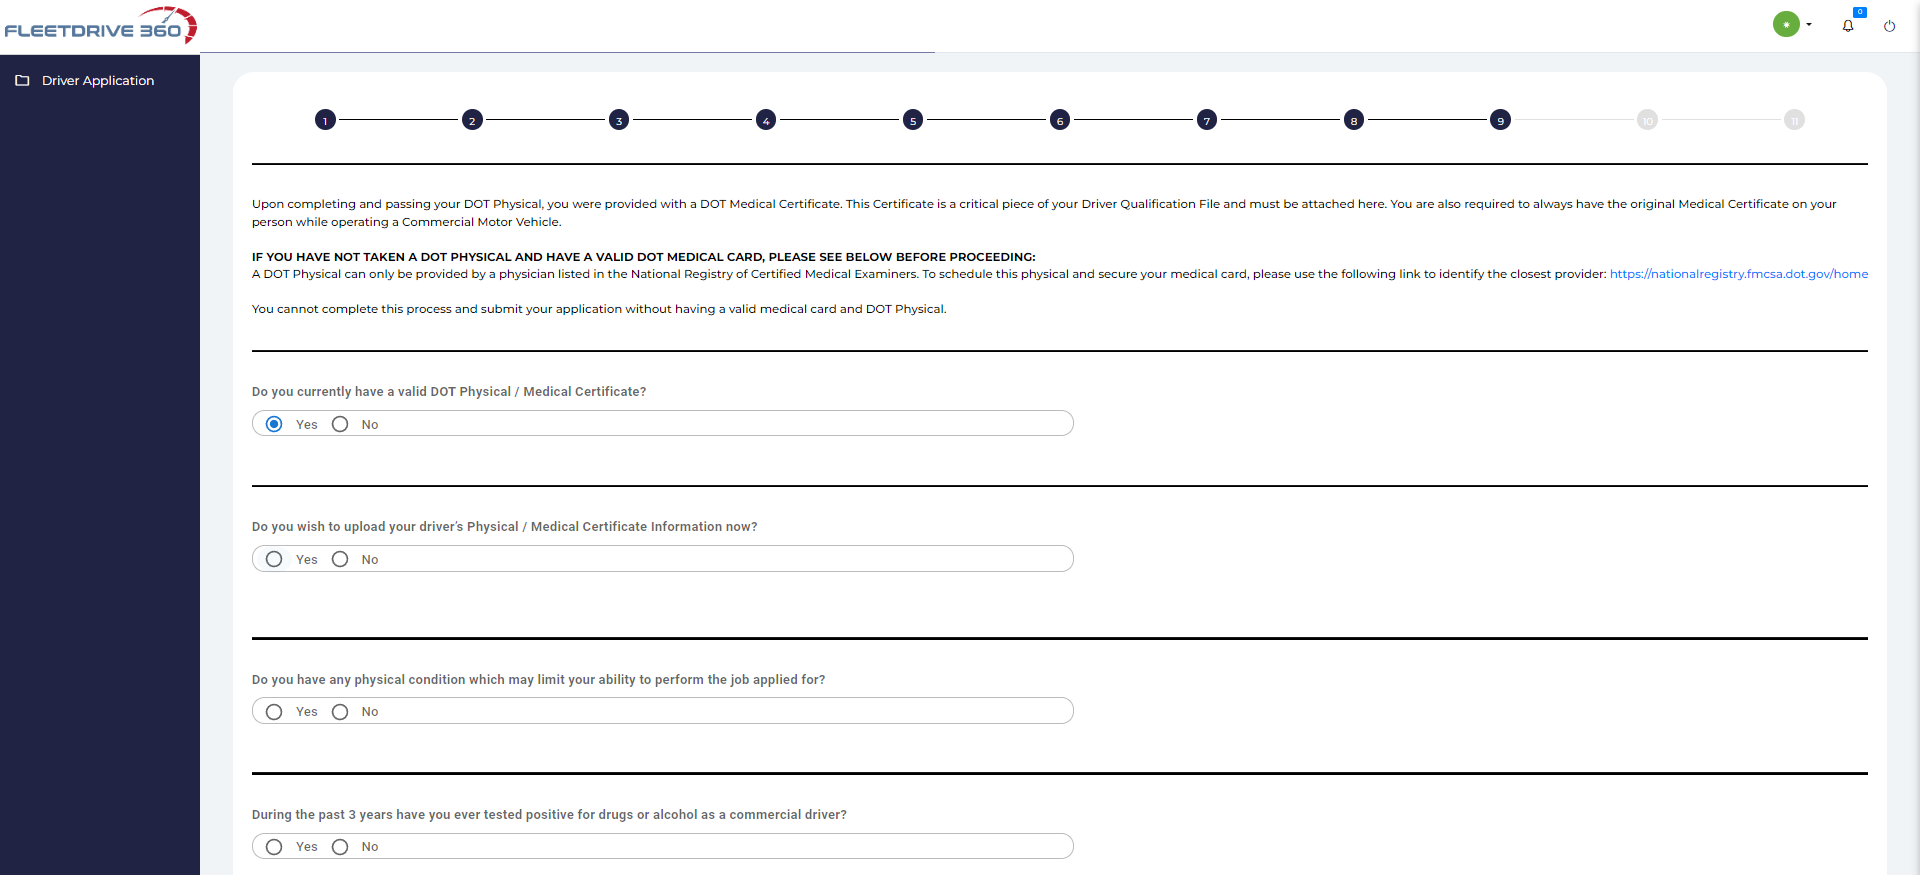 FLEETDRIVE 360
0
Driver Application
1 2 3 4 5 6 7 8 9 10 11
Upon completing and passing your DOT Physical, you were provided with a DOT Medical Certificate. This Certificate is a critical piece of your Driver Qualification File and must be attached here. You are also required to always have the original Medical Certificate on your
person while operating a Commercial Motor Vehicle.
IF YOU HAVE NOT TAKEN A DOT PHYSICAL AND HAVE A VALID DOT MEDICAL CARD, PLEASE SEE BELOW BEFORE PROCEEDING:
A DOT Physical can only be provided by a physician listed in the National Registry of Certified Medical Examiners. To schedule this physical and secure your medical card, please use the following link to identify the closest provider: https://nationalregistry.fmcsa.dot.gov/home
You cannot complete this process and submit your application without having a valid medical card and DOT Physical.
Do you currently have a valid DOT Physical / Medical Certificate?
Yes No
Do you wish to upload your driver's Physical / Medical Certificate Information now?
Yes No
Do you have any physical condition which may limit your ability to perform the job applied for?
Yes No
During the past 3 years have you ever tested positive for drugs or alcohol as a commercial driver?
Yes No